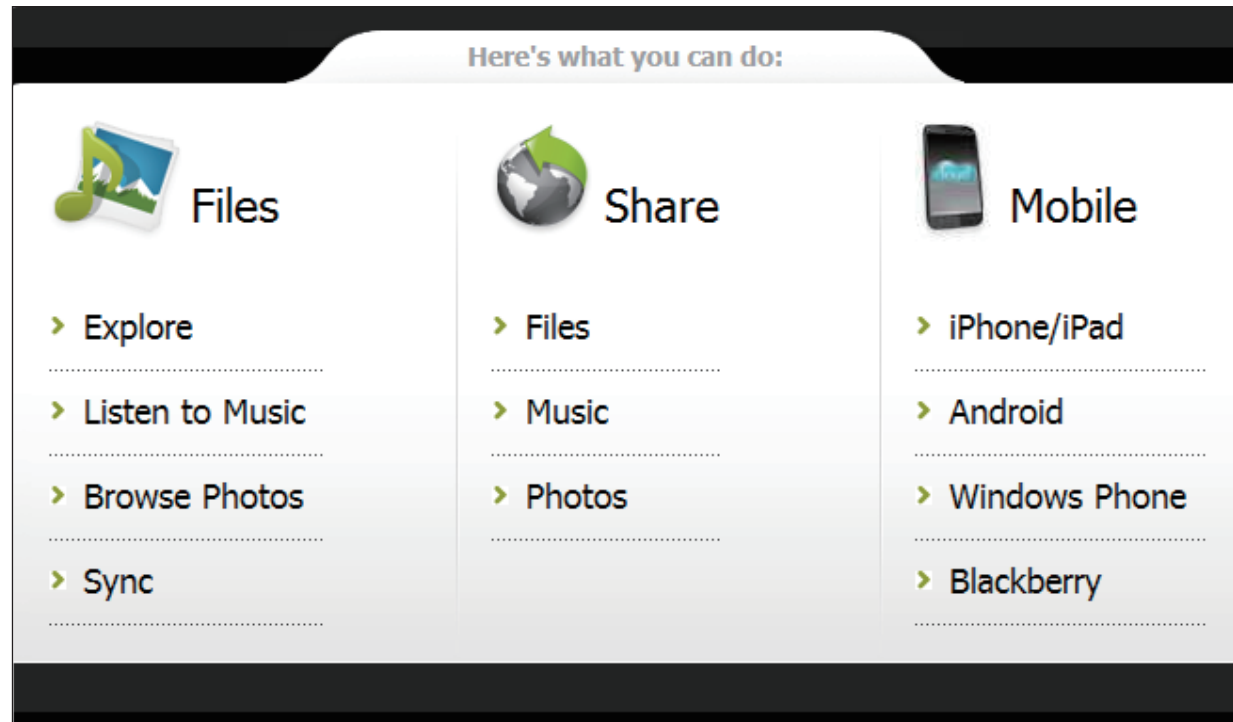 Here's what you can do:
Files
Explore
Listen to Music
Browse Photos
Sync
Share
Files
Music
Photos
Mobile
iPhone/iPad
Android
Windows Phone
Blackberry